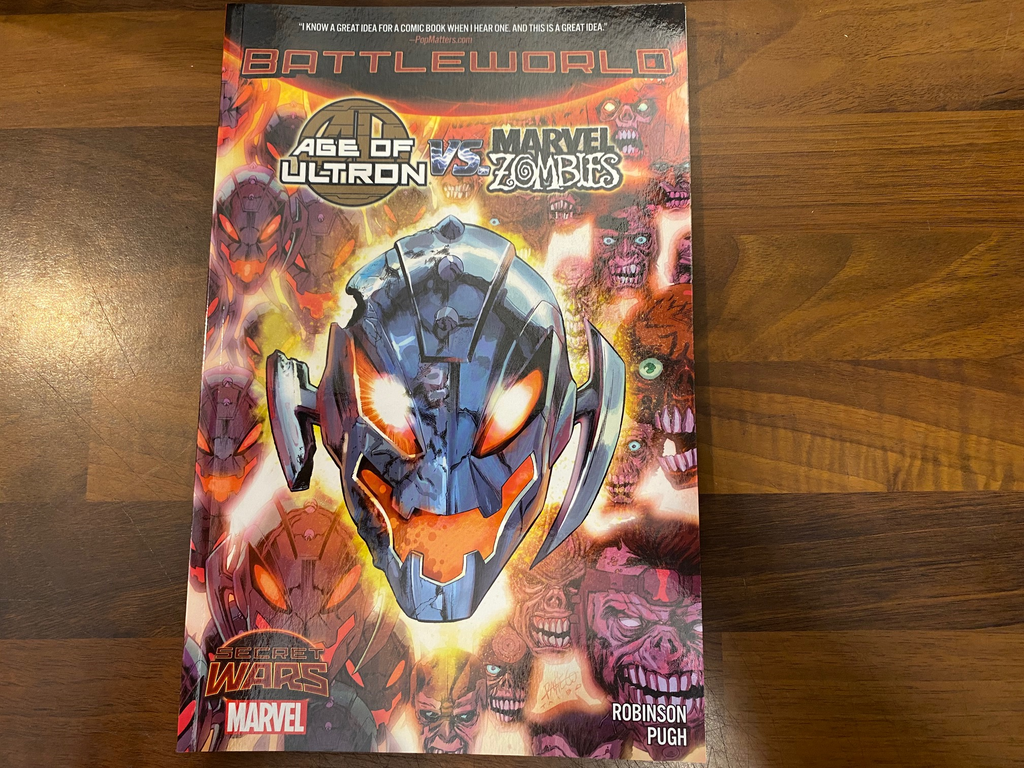 "I KNOW A GREAT IDEA FOR A COMIC BOOK WHEN I HEAR ONE. AND THIS IS A GREAT IDEA."
—PopMatters.com
BATTLEWORLD
AGE OF
ULTRON
VS.
MARVEL
ZOMBIES
SECRET
WARS
MARVEL
ROBINSON
PUGH